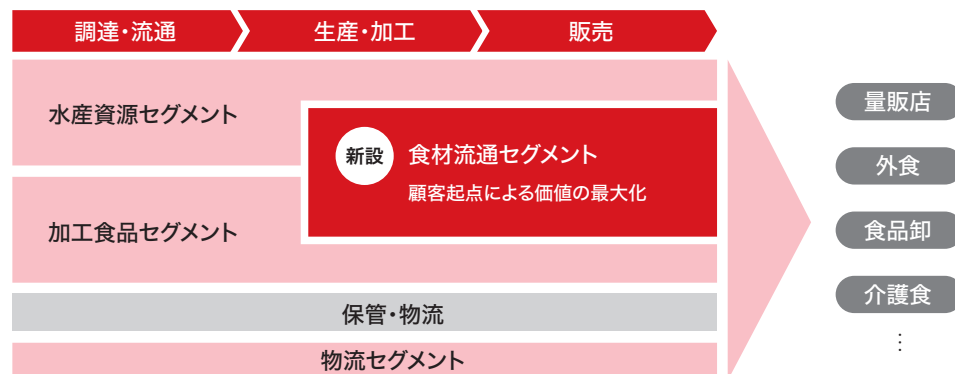 調達・流通
生産・加工
販売
水産資源セグメント
新設
食材流通セグメント
顧客起点による価値の最大化
加工食品セグメント
保管・物流
物流セグメント
量販店
外食
食品卸
介護食
⋮